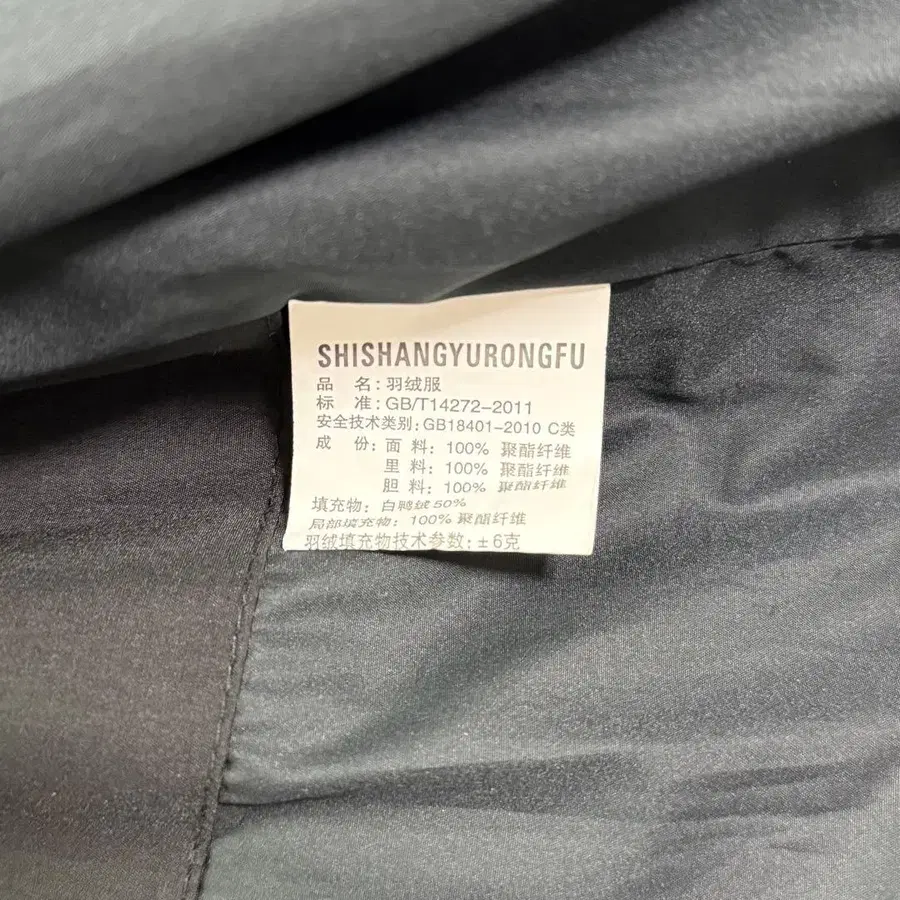 SHISHANGYURONGFU
品 名:羽绒服
标 准:GB/T14272-2011
安全技术类别:GB18401-2010 C类
成 份:面 料: 100% 聚酯纤维
里 料: 100% 聚酯纤维
胆 料: 100% 聚酯纤维
填充物: 白鸭绒50%
局部填充物: 100% 聚酯纤维
羽绒填充物技术参数: ±6克